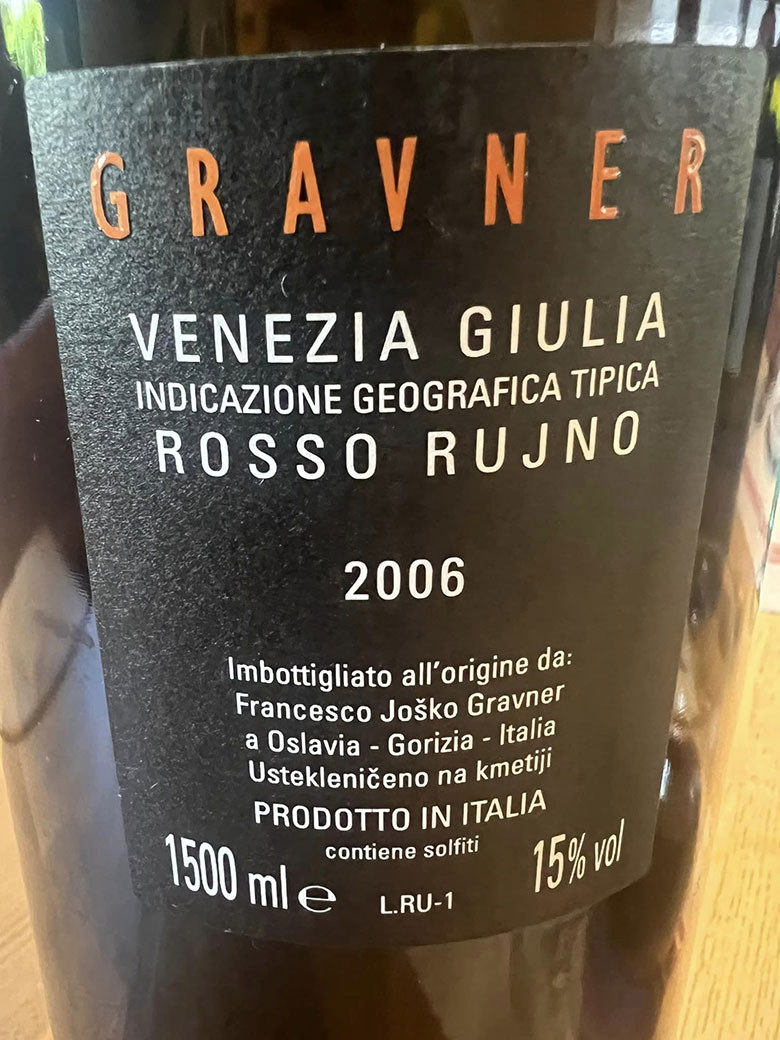 GRAVNER
VENEZIA GIULIA
INDICAZIONE GEOGRAFICA TIPICA
ROSSO RUJNO
2006
Imbottigliato all'origine da:
Francesco Joško Gravner
a Oslavia - Gorizia - Italia
Ustekleničeno na kmetiji
PRODOTTO IN ITALIA
contiene solfiti
1500 ml ℮ L.RU-1 15% vol